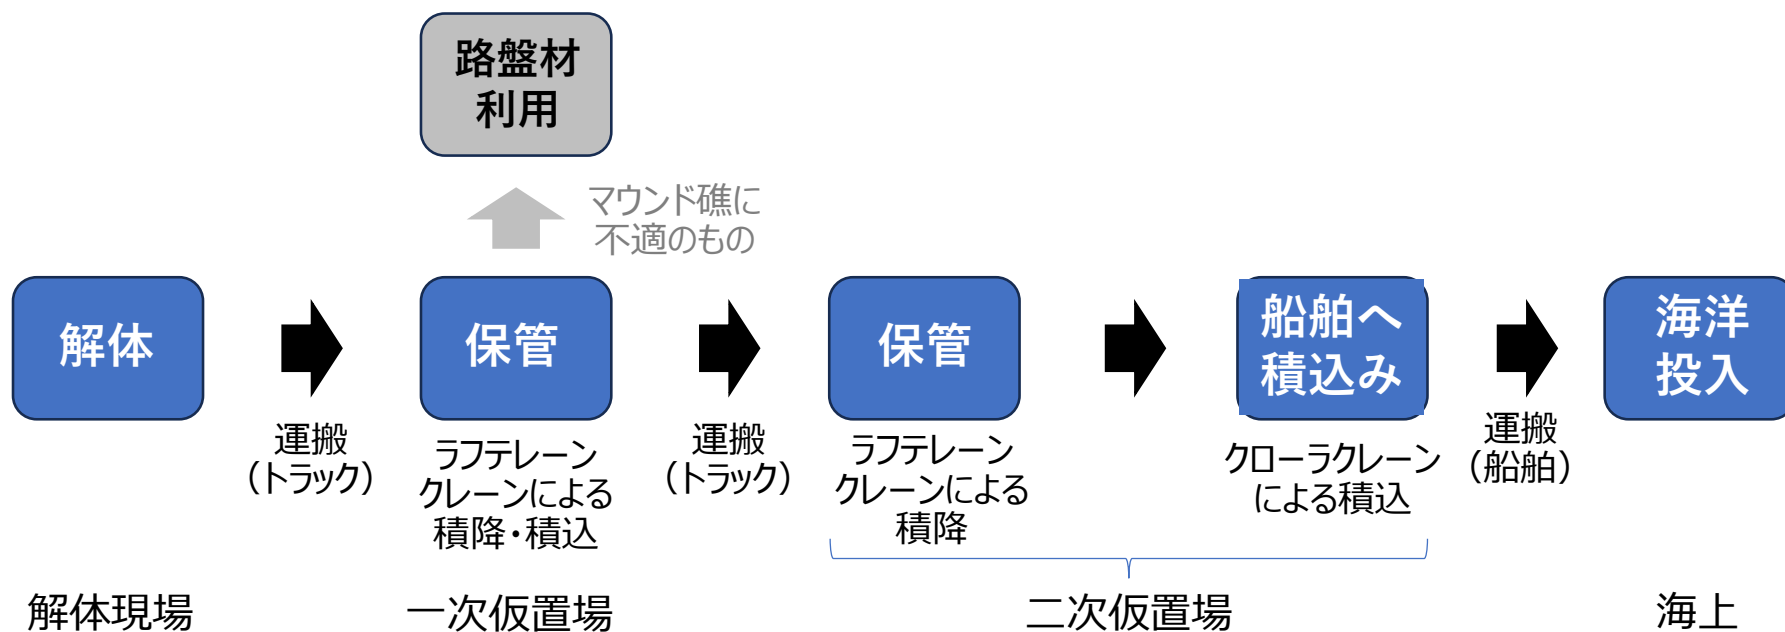 路盤材
利用
マウンド礁に
不適のもの
解体
運搬
（トラック）
保管
ラフテレーン
クレーンによる
積降・積込
運搬
（トラック）
保管
ラフテレーン
クレーンによる
積降
船舶へ
積込み
クローラクレーン
による積込
運搬
（船舶）
海洋
投入
解体現場
一次仮置場
二次仮置場
海上